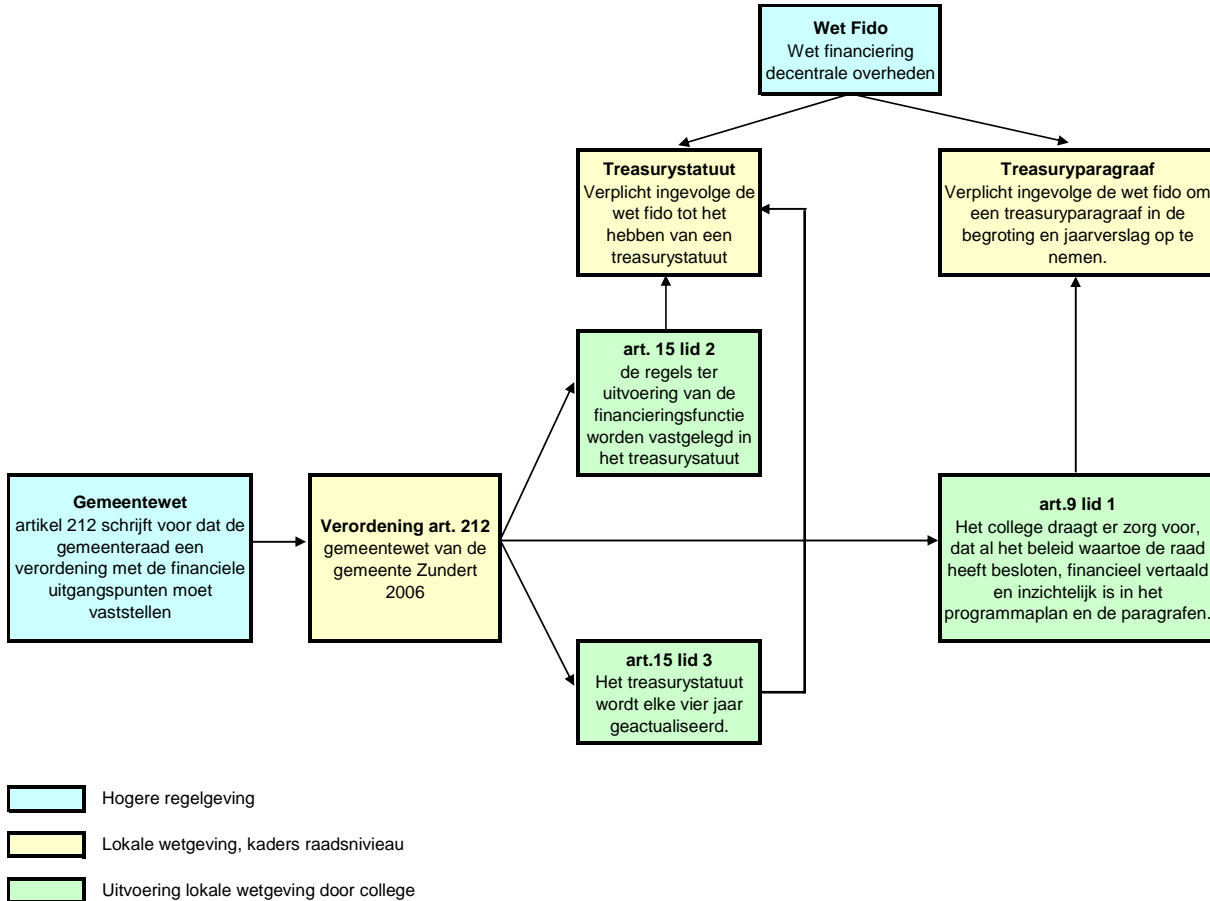 Wet Fido
Wet financiering
decentrale overheden
Treasurystatuut
Verplicht ingevolge de
wet fido tot het
hebben van een
treasurystatuut
Treasuryparagraaf
Verplicht ingevolge de wet fido om
een treasuryparagraaf in de
begroting en jaarverslag op te
nemen.
art. 15 lid 2
de regels ter
uitvoering van de
financieringsfunctie
worden vastgelegd in
het treasurysatuut
Gemeentewet
artikel 212 schrijft voor dat de
gemeenteraad een
verordening met de financiele
uitgangspunten moet
vaststellen
Verordening art. 212
gemeentewet van de
gemeente Zundert
2006
art.9 lid 1
Het college draagt er zorg voor,
dat al het beleid waartoe de raad
heeft besloten, financieel vertaald
en inzichtelijk is in het
programmaplan en de paragrafen.
art.15 lid 3
Het treasurystatuut
wordt elke vier jaar
geactualiseerd.
Hogere regelgeving
Lokale wetgeving, kaders raadsnivieau
Uitvoering lokale wetgeving door college